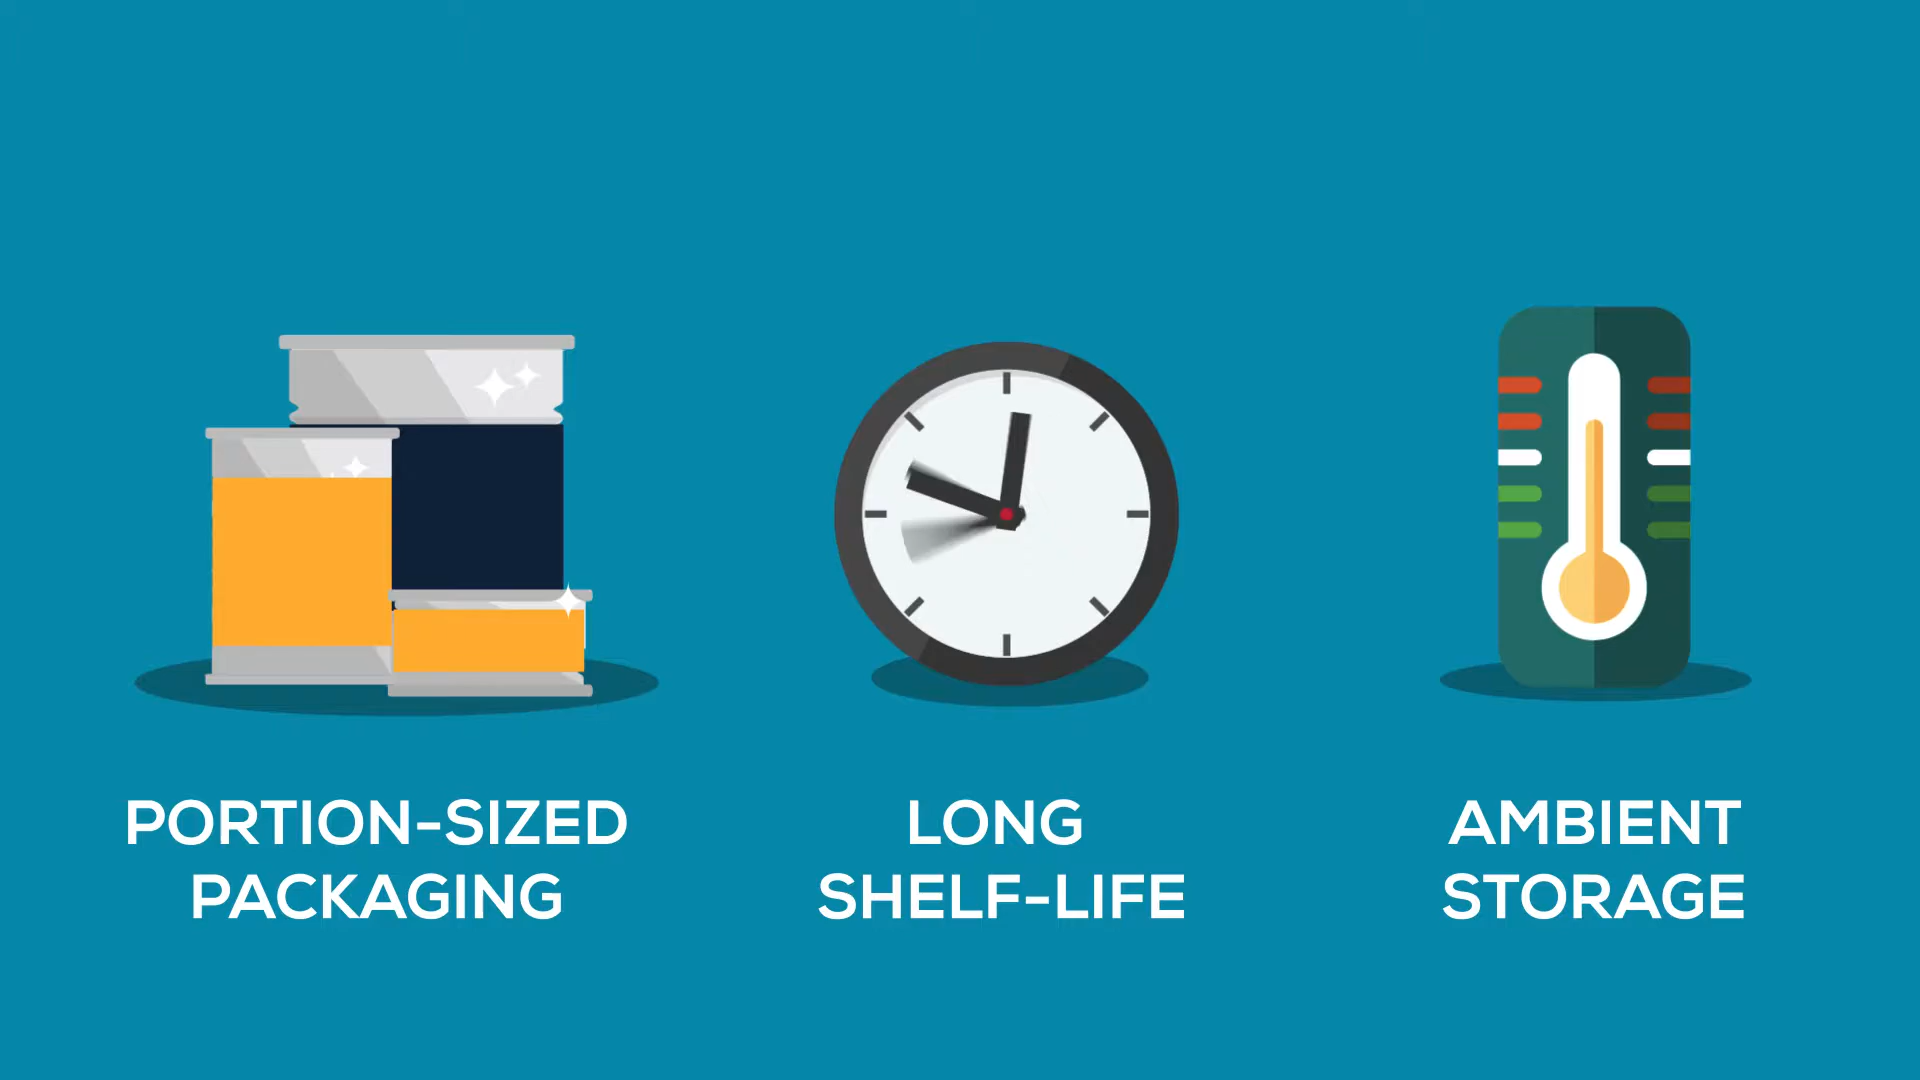 PORTION-SIZED
PACKAGING
LONG
SHELF-LIFE
AMBIENT
STORAGE